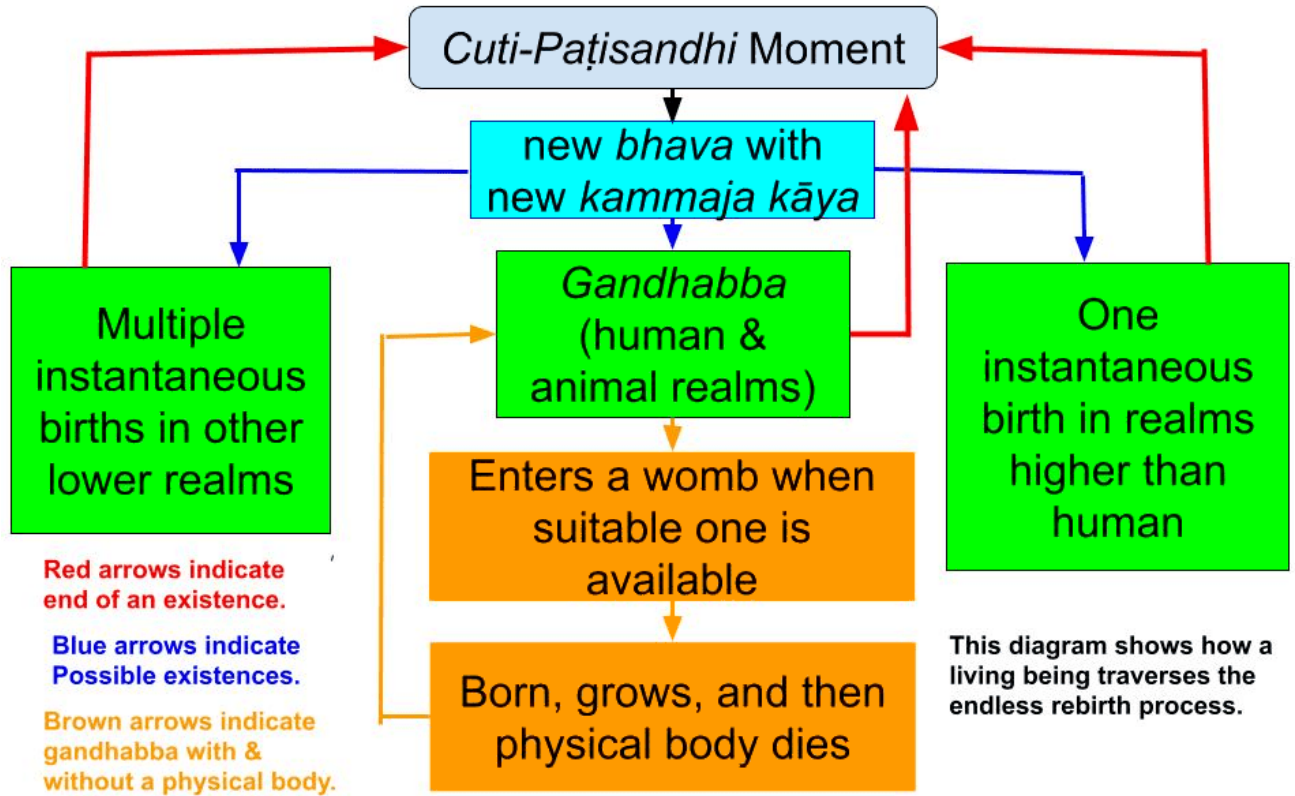 Cuti-Paṭisandhi Moment
new bhava with
new kammaja kāya
Multiple
instantaneous
births in other
lower realms
Gandhabba
(human &
animal realms)
One
instantaneous
birth in realms
higher than
human
Enters a womb when
suitable one is
available
Born, grows, and then
physical body dies
Red arrows indicate
end of an existence.
Blue arrows indicate
Possible existences.
Brown arrows indicate
gandhabba with &
without a physical body.
This diagram shows how a
living being traverses the
endless rebirth process.